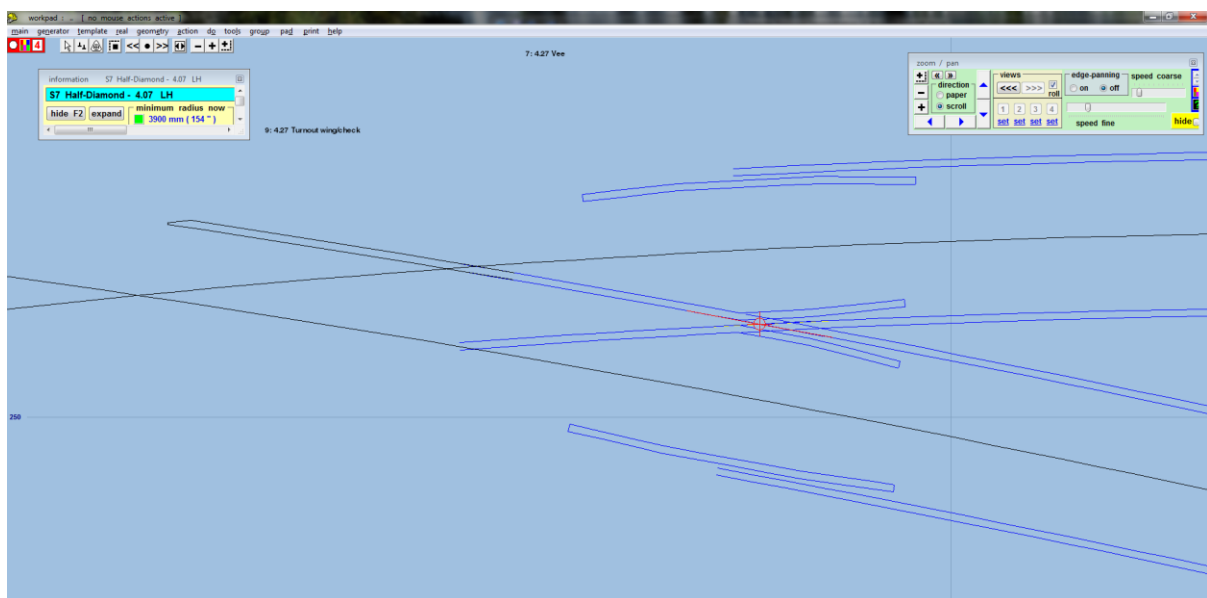 workpad : .. [ no mouse actions active ]
main generator template real geometry action do tools group pad print help
4 << ● >> − +
7: 4.27 Vee
information S7 Half-Diamond - 4.07 LH
S7 Half-Diamond - 4.07 LH
hide F2 expand minimum radius now
3900 mm ( 154 " )
9: 4.27 Turnout wing/check
zoom / pan
direction
paper
scroll
views
<<< >>> roll
1 2 3 4
set set set set
edge-panning
on off
speed coarse
speed fine
hide
250